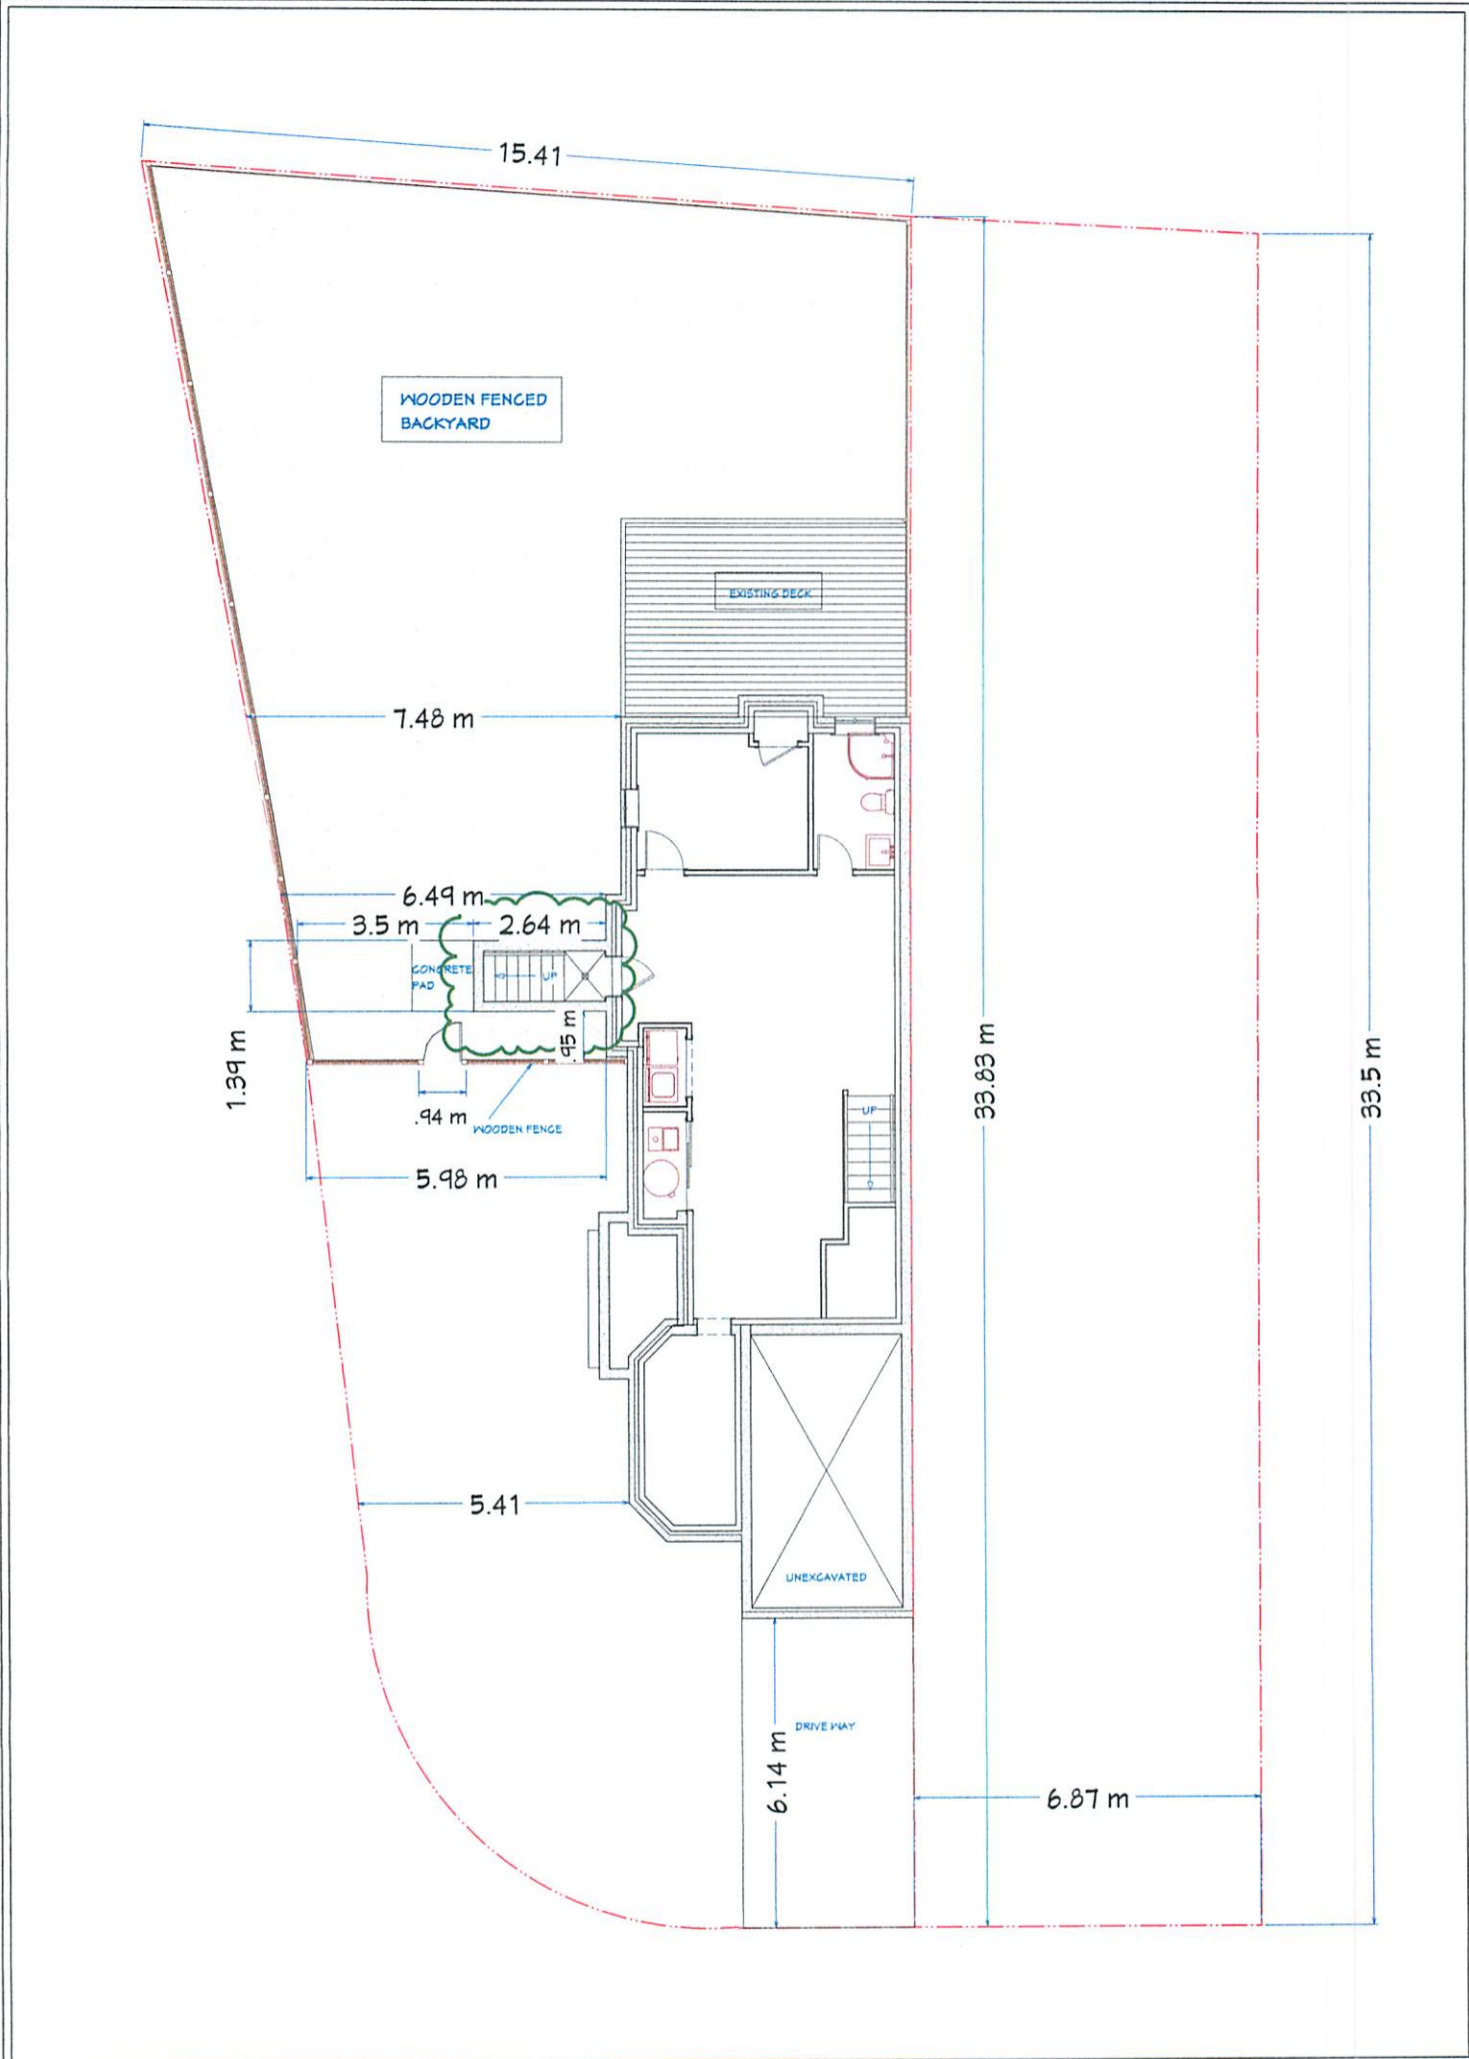 15.41
WOODEN FENCED
BACKYARD
EXISTING DECK
7.48 m
6.49 m
3.5 m
2.64 m
CONCRETE
PAD
UP
.95 m
1.39 m
.94 m
WOODEN FENCE
5.98 m
UP
33.83 m
33.5 m
5.41
UNEXCAVATED
DRIVE WAY
6.14 m
6.87 m